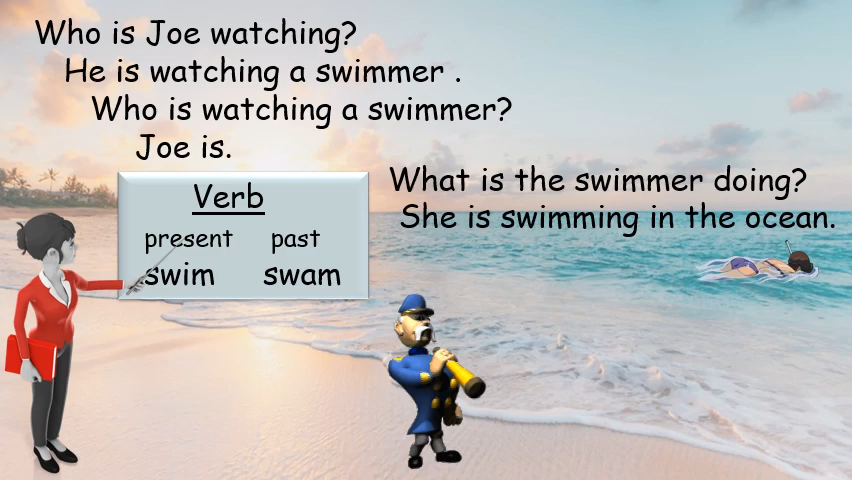 Who is Joe watching?
He is watching a swimmer .
Who is watching a swimmer?
Joe is.
What is the swimmer doing?
She is swimming in the ocean.
Verb
present past
swim swam